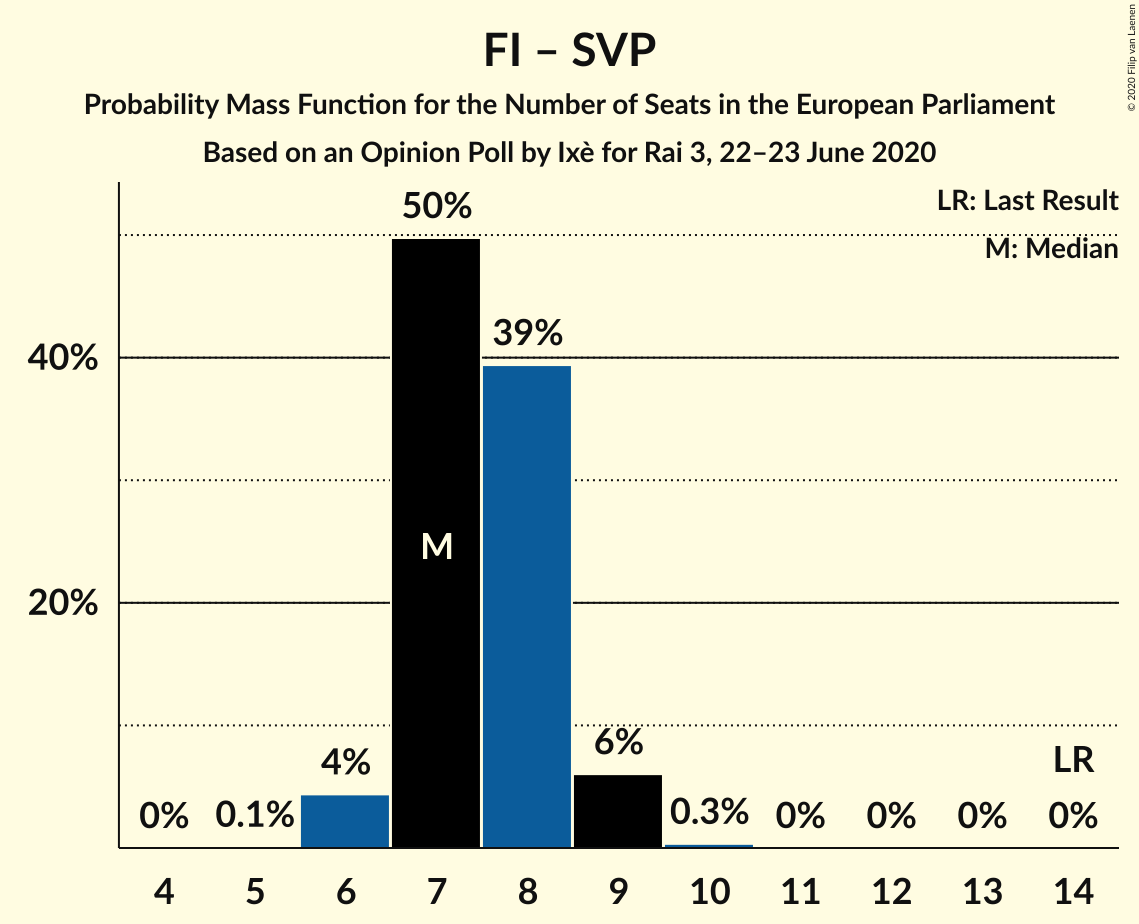 FI – SVP
Probability Mass Function for the Number of Seats in the European Parliament
Based on an Opinion Poll by Ixè for Rai 3, 22–23 June 2020
© 2020 Filip van Laenen
LR: Last Result
M: Median
50%
39%
40%
M
20%
6%
4%
LR
0% 0.1% 0.3% 0% 0% 0% 0%
4 5 6 7 8 9 10 11 12 13 14